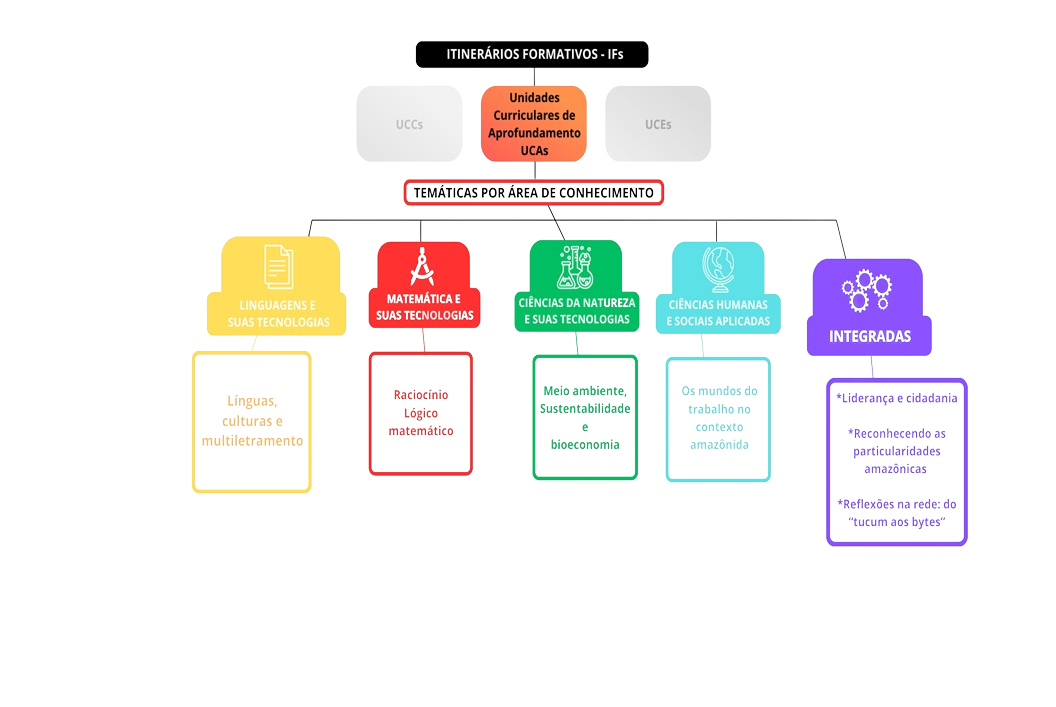 ITINERÁRIOS FORMATIVOS - IFs
UCCs
Unidades
Curriculares de
Aprofundamento
UCAs
UCEs
TEMÁTICAS POR ÁREA DE CONHECIMENTO
LINGUAGENS E
SUAS TECNOLOGIAS
MATEMÁTICA E
SUAS TECNOLOGIAS
CIÊNCIAS DA NATUREZA
E SUAS TECNOLOGIAS
CIÊNCIAS HUMANAS
E SOCIAIS APLICADAS
INTEGRADAS
Línguas,
culturas e
multiletramento
Raciocínio
Lógico
matemático
Meio ambiente,
Sustentabilidade
e
bioeconomia
Os mundos do
trabalho no
contexto
amazônida
*Liderança e cidadania
*Reconhecendo as
particularidades
amazônicas
*Reflexões na rede: do
“tucum aos bytes”